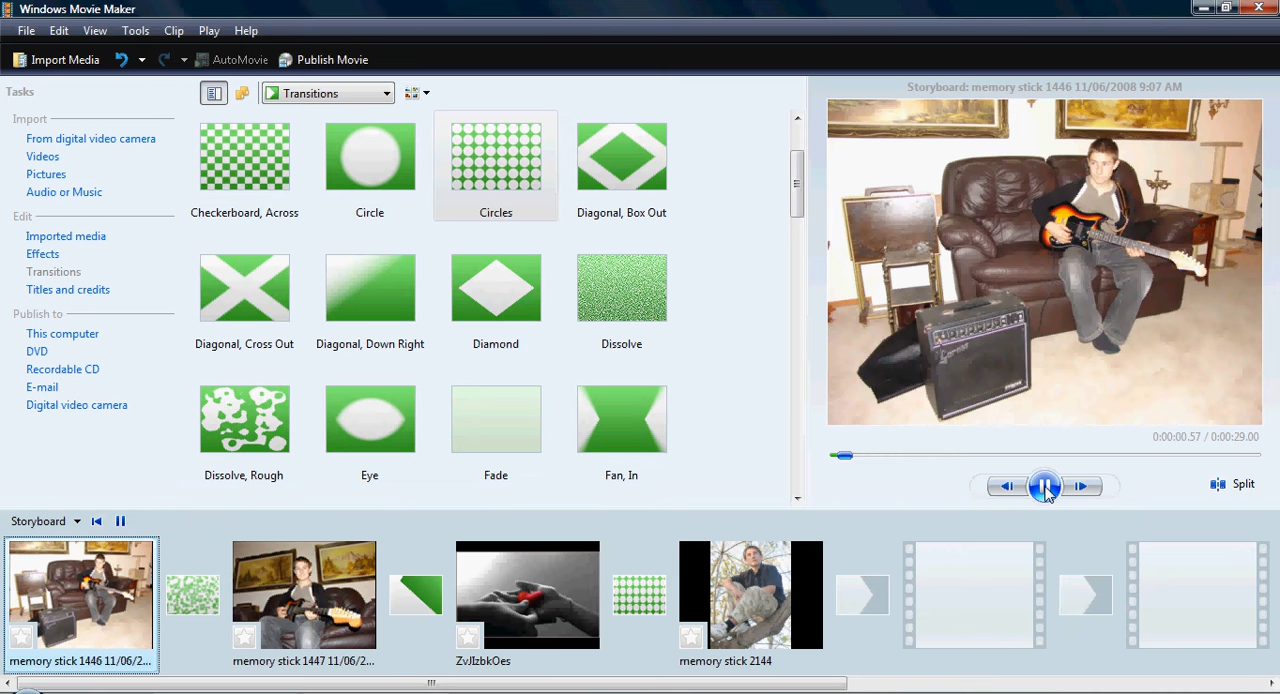 Windows Movie Maker
File Edit View Tools Clip Play Help
Import Media AutoMovie Publish Movie
Tasks
Import
From digital video camera
Videos
Pictures
Audio or Music
Edit
Imported media
Effects
Transitions
Titles and credits
Publish to
This computer
DVD
Recordable CD
E-mail
Digital video camera
Transitions
Checkerboard, Across Circle Circles Diagonal, Box Out
Diagonal, Cross Out Diagonal, Down Right Diamond Dissolve
Dissolve, Rough Eye Fade Fan, In
Storyboard: memory stick 1446 11/06/2008 9:07 AM
0:00:00.57 / 0:00:29.00
Split
Storyboard
memory stick 1446 11/06/2... memory stick 1447 11/06/2... ZvJIzbkOes memory stick 2144